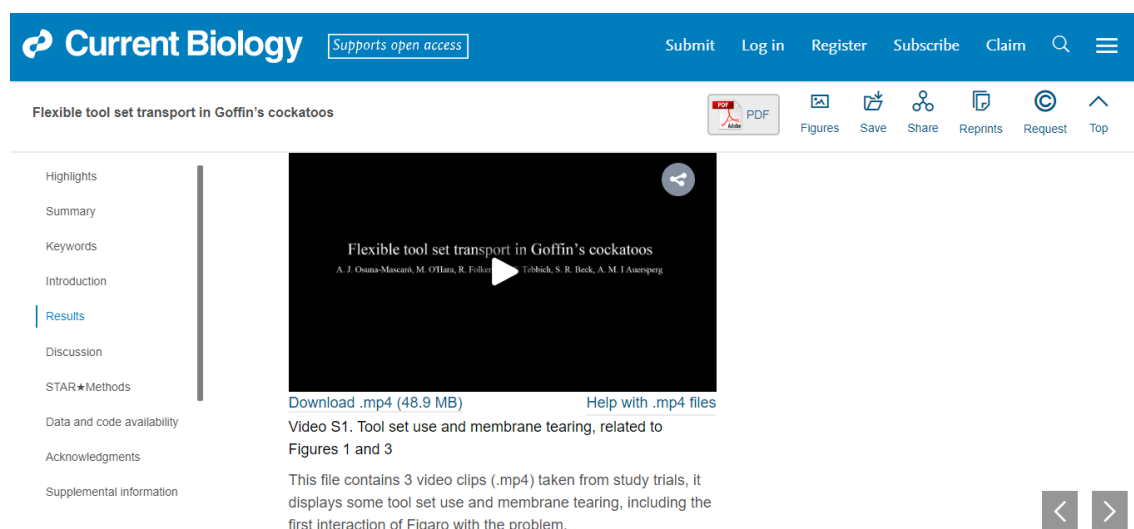 Current Biology
Supports open access
Submit Log in Register Subscribe Claim
Flexible tool set transport in Goffin's cockatoos
PDF
Adobe
PDF
Figures Save Share Reprints Request Top
Highlights
Summary
Keywords
Introduction
Results
Discussion
STAR★Methods
Data and code availability
Acknowledgments
Supplemental information
Flexible tool set transport in Goffin's cockatoos
A. J. Osuna-Mascaró, M. O'Hara, R. Folker Tebbich, S. R. Beck, A. M. I Auersperg
Download .mp4 (48.9 MB) Help with .mp4 files
Video S1. Tool set use and membrane tearing, related to
Figures 1 and 3
This file contains 3 video clips (.mp4) taken from study trials, it
displays some tool set use and membrane tearing, including the
first interaction of Figaro with the problem.